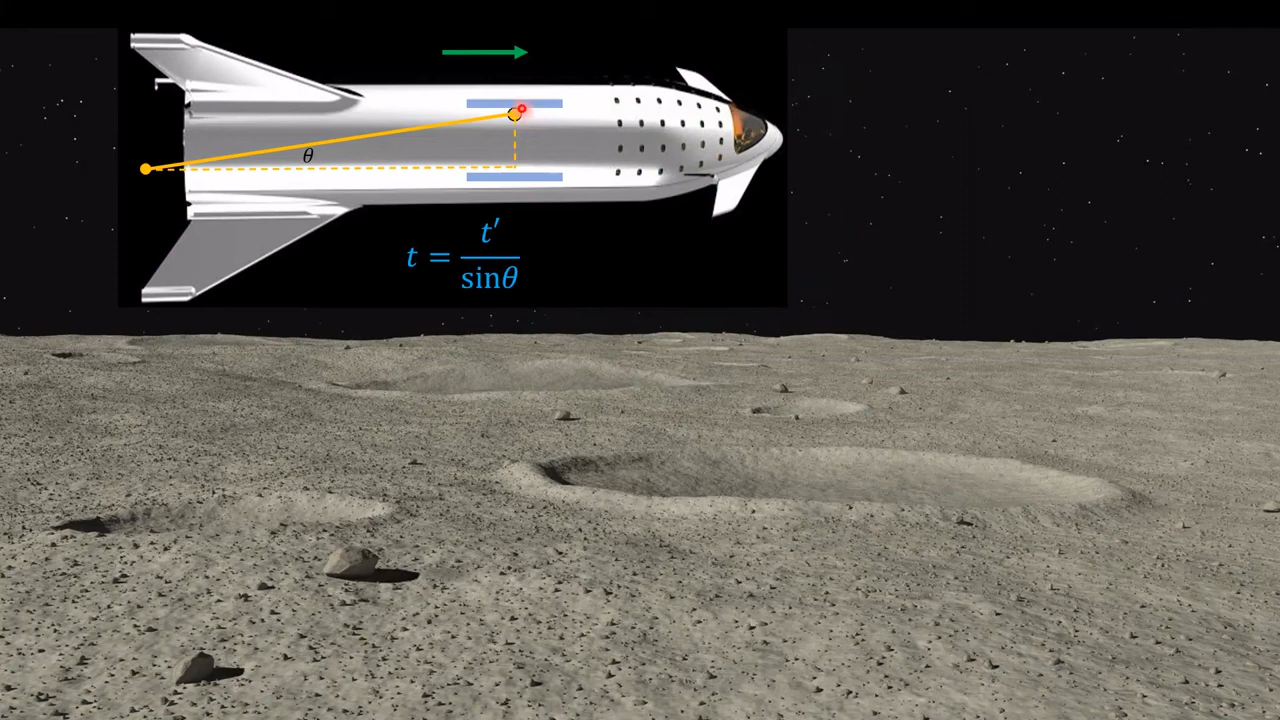 θ
t = t′ / sinθ